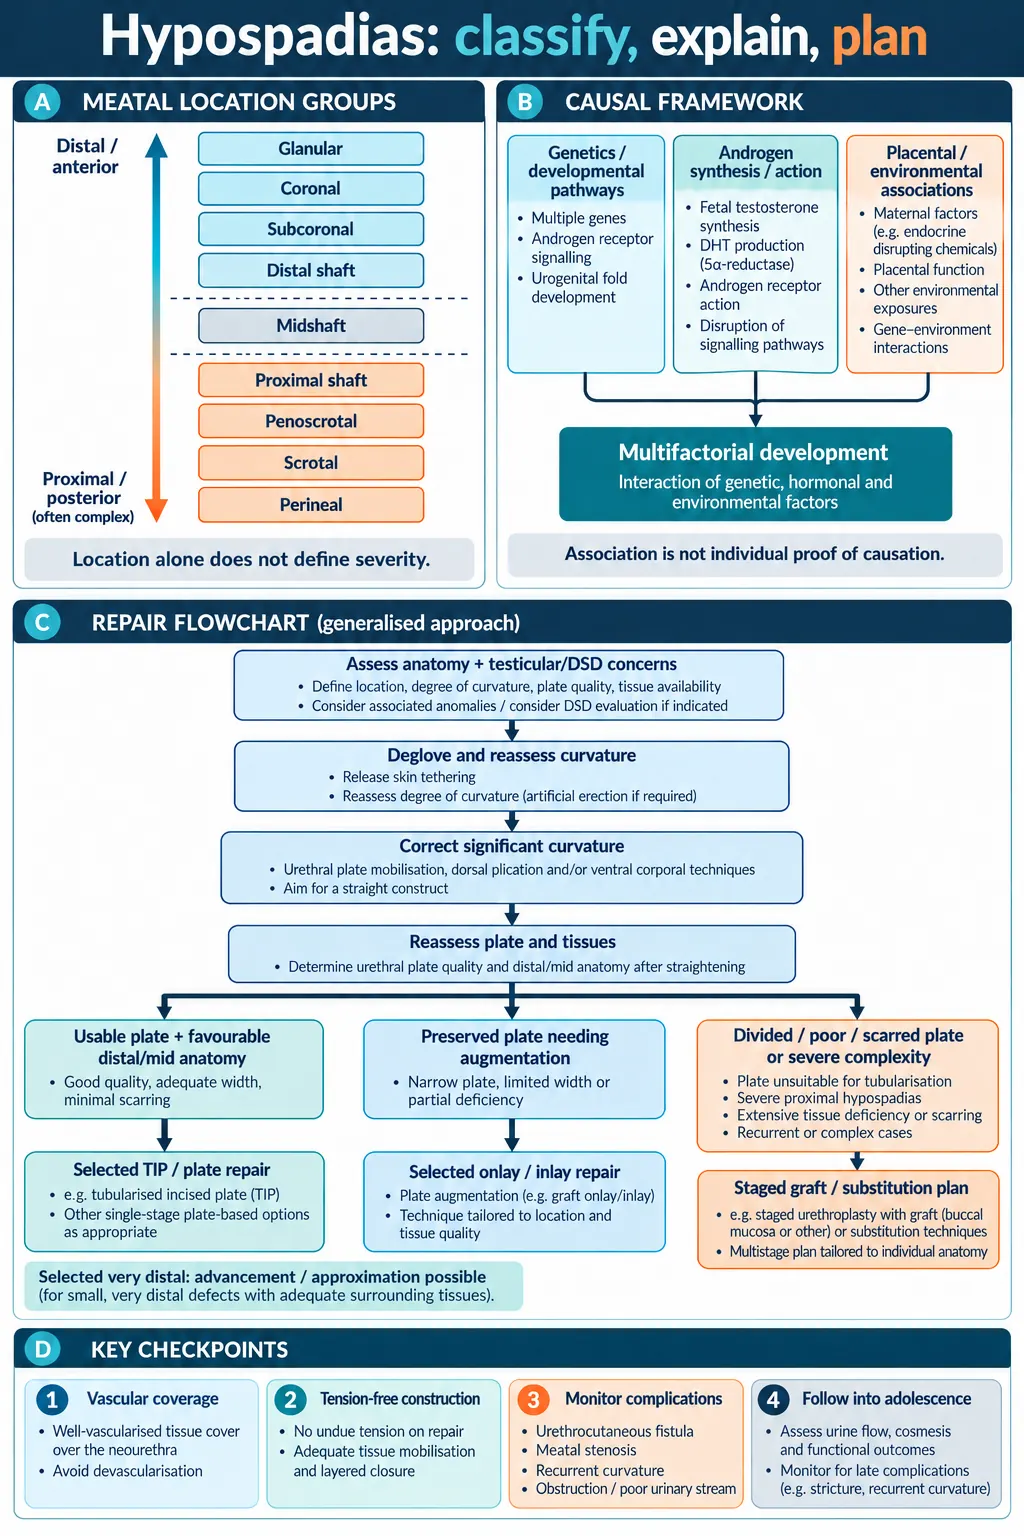 Hypospadias: classify, explain, plan
A MEATAL LOCATION GROUPS
Distal /
anterior
Glanular
Coronal
Subcoronal
Distal shaft
Midshaft
Proximal shaft
Penoscrotal
Scrotal
Perineal
Proximal /
posterior
(often complex)
Location alone does not define severity.
B CAUSAL FRAMEWORK
Genetics /
developmental
pathways
• Multiple genes
• Androgen receptor
signalling
• Urogenital fold
development
Androgen
synthesis / action
• Fetal testosterone
synthesis
• DHT production
(5α-reductase)
• Androgen receptor
action
• Disruption of
signalling pathways
Placental /
environmental
associations
• Maternal factors
(e.g. endocrine
disrupting chemicals)
• Placental function
• Other environmental
exposures
• Gene–environment
interactions
Multifactorial development
Interaction of genetic, hormonal and
environmental factors
Association is not individual proof of causation.
C REPAIR FLOWCHART (generalised approach)
Assess anatomy + testicular/DSD concerns
• Define location, degree of curvature, plate quality, tissue availability
• Consider associated anomalies / consider DSD evaluation if indicated
Deglove and reassess curvature
• Release skin tethering
• Reassess degree of curvature (artificial erection if required)
Correct significant curvature
• Urethral plate mobilisation, dorsal plication and/or ventral corporal techniques
• Aim for a straight construct
Reassess plate and tissues
• Determine urethral plate quality and distal/mid anatomy after straightening
Usable plate + favourable
distal/mid anatomy
• Good quality, adequate width,
minimal scarring
Selected TIP / plate repair
• e.g. tubularised incised plate (TIP)
• Other single-stage plate-based options
as appropriate
Preserved plate needing
augmentation
• Narrow plate, limited width or
partial deficiency
Selected onlay / inlay repair
• Plate augmentation (e.g. graft onlay/inlay)
• Technique tailored to location and
tissue quality
Divided / poor / scarred plate
or severe complexity
• Plate unsuitable for tubularisation
• Severe proximal hypospadias
• Extensive tissue deficiency or scarring
• Recurrent or complex cases
Staged graft / substitution plan
• e.g. staged urethroplasty with graft (buccal
mucosa or other) or substitution techniques
• Multistage plan tailored to individual anatomy
Selected very distal: advancement / approximation possible
(for small, very distal defects with adequate surrounding tissues).
D KEY CHECKPOINTS
1 Vascular coverage
• Well-vascularised tissue cover
over the neourethra
• Avoid devascularisation
2 Tension-free construction
• No undue tension on repair
• Adequate tissue mobilisation
and layered closure
3 Monitor complications
• Urethrocutaneous fistula
• Meatal stenosis
• Recurrent curvature
• Obstruction / poor urinary stream
4 Follow into adolescence
• Assess urine flow, cosmesis
and functional outcomes
• Monitor for late complications
(e.g. stricture, recurrent curvature)